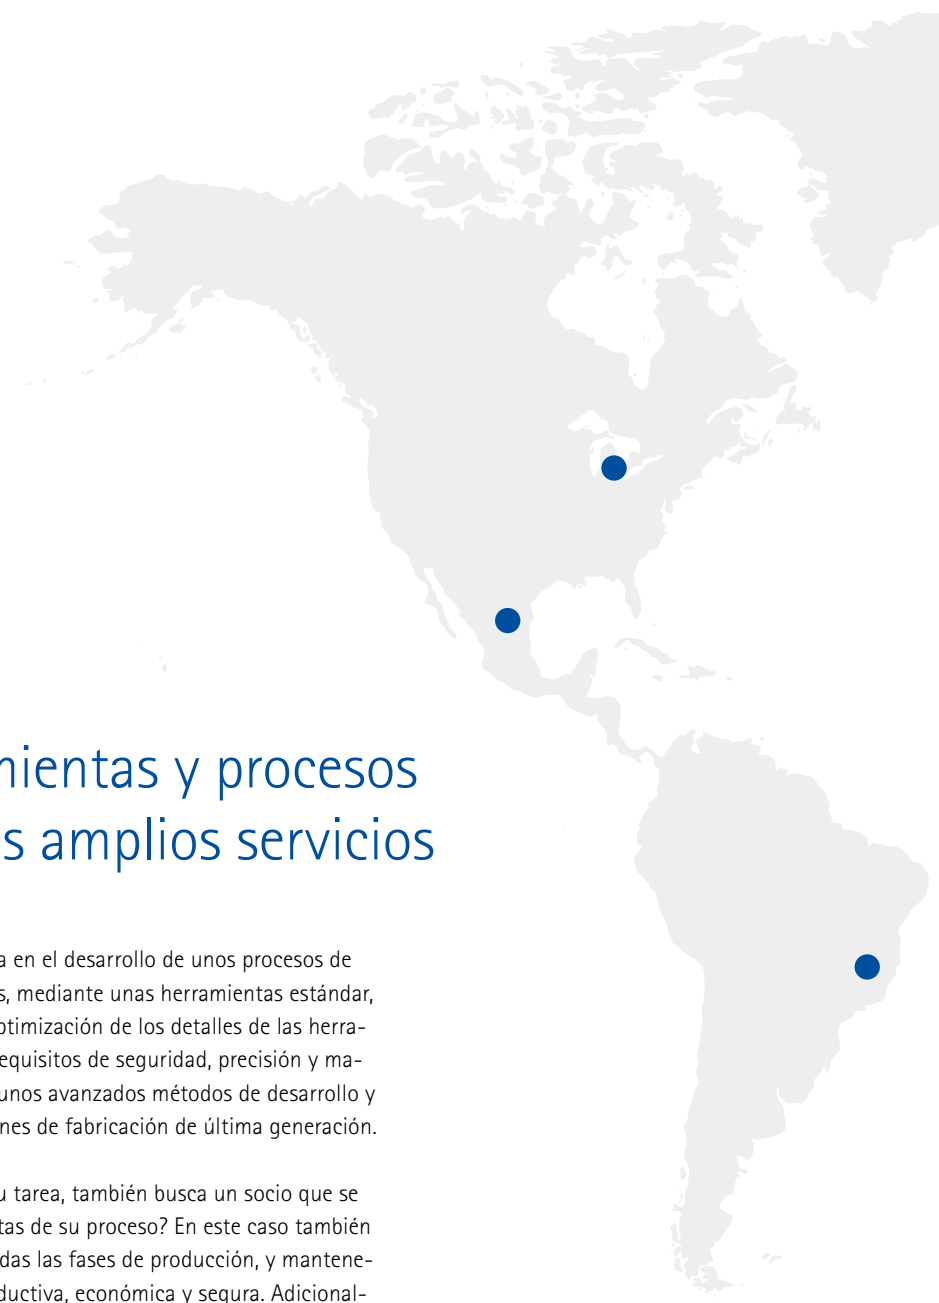 mientas y procesos
s amplios servicios
a en el desarrollo de unos procesos de
s, mediante unas herramientas estándar,
ptimización de los detalles de las herra-
equisitos de seguridad, precisión y ma-
unos avanzados métodos de desarrollo y
nes de fabricación de última generación.
u tarea, también busca un socio que se
tas de su proceso? En este caso también
das las fases de producción, y mantene-
ductiva, económica y segura. Adicional-